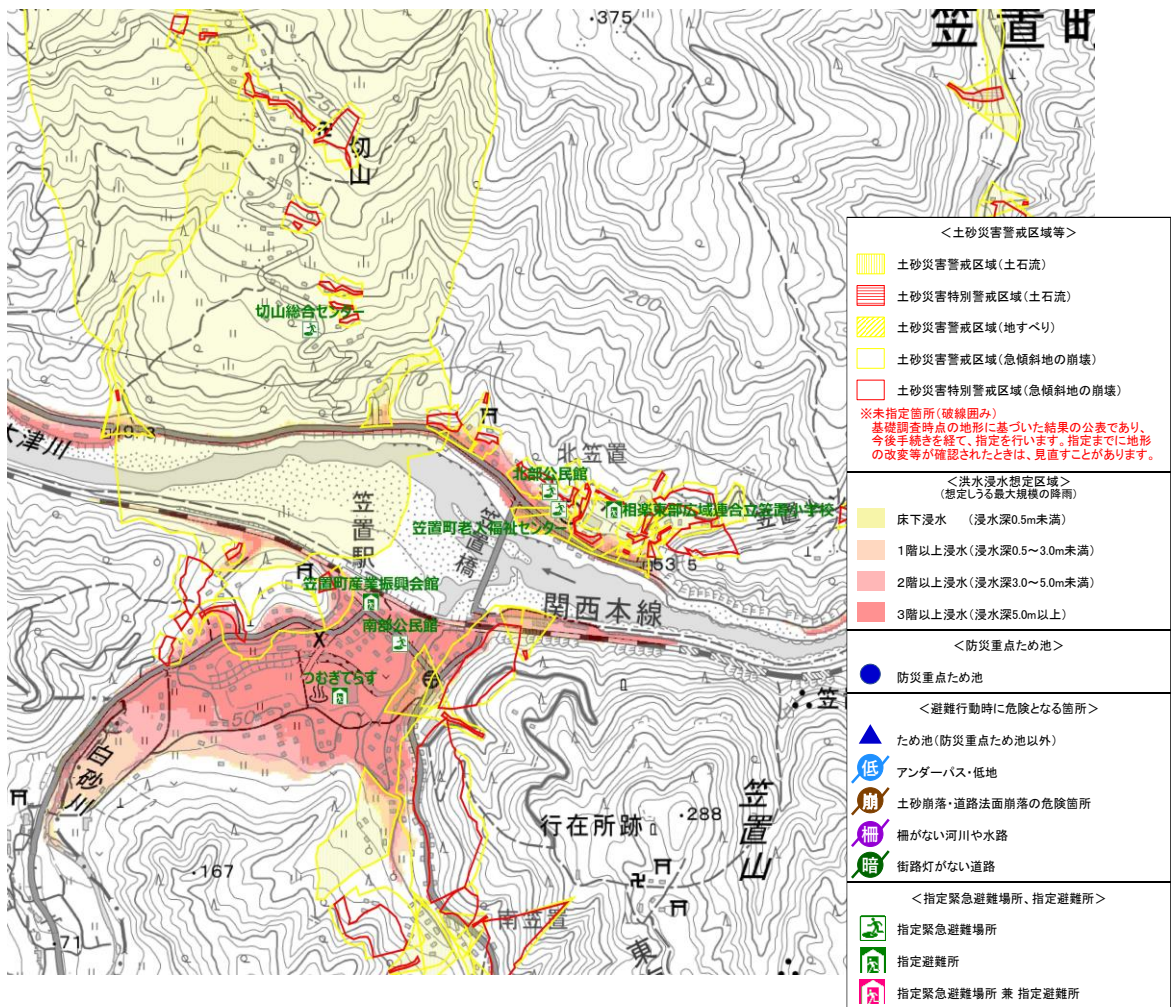 ・375
笠置町
25
切山
200
切山総合センター
木津川
北笠置
北部公民館
相楽東部広域連合立笠置小学校
笠置
笠置町老人福祉センター
笠置駅
笠置橋
53 5
笠置町産業振興会館
関西本線
南部公民館
X
つむぎてらす
50
白砂川
笠
行在所跡
・288
笠置山
・167
南笠置
・71
東
＜土砂災害警戒区域等＞
土砂災害警戒区域(土石流)
土砂災害特別警戒区域(土石流)
土砂災害警戒区域(地すべり)
土砂災害警戒区域(急傾斜地の崩壊)
土砂災害特別警戒区域(急傾斜地の崩壊)
※未指定箇所(破線囲み)
基礎調査時点の地形に基づいた結果の公表であり、
今後手続きを経て、指定を行います。指定までに地形
の改変等が確認されたときは、見直すことがあります。
＜洪水浸水想定区域＞
(想定しうる最大規模の降雨)
床下浸水　(浸水深0.5m未満)
1階以上浸水(浸水深0.5～3.0m未満)
2階以上浸水(浸水深3.0～5.0m未満)
3階以上浸水(浸水深5.0m以上)
＜防災重点ため池＞
防災重点ため池
＜避難行動時に危険となる箇所＞
ため池(防災重点ため池以外)
低 アンダーパス・低地
崩 土砂崩落・道路法面崩落の危険箇所
柵 柵がない河川や水路
暗 街路灯がない道路
＜指定緊急避難場所、指定避難所＞
指定緊急避難場所
指定避難所
指定緊急避難場所 兼 指定避難所